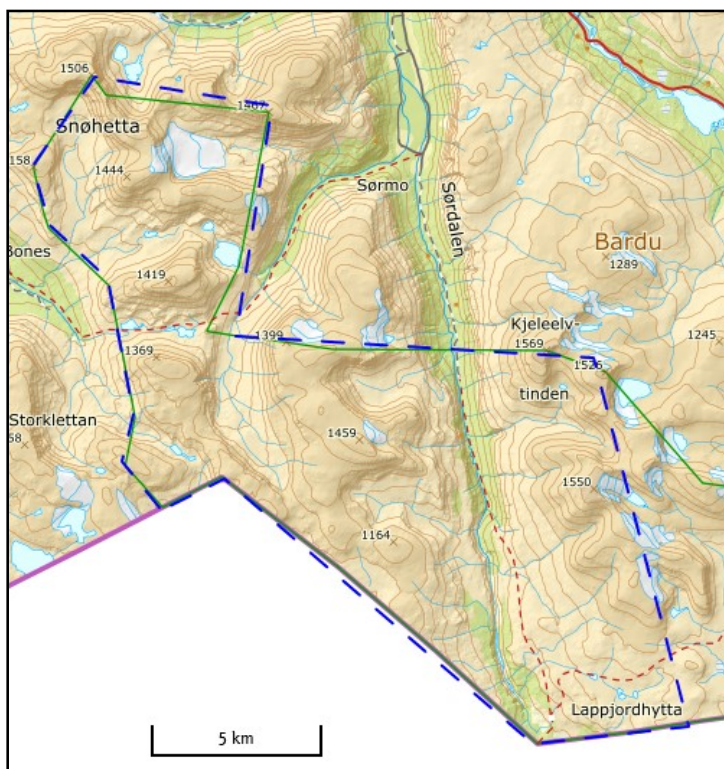 1506
1467
Snøhetta
158
1444
Sørmo
Sørdalen
Bones
Bardu
1289
1419
Kjeleelv-
1399
1569
1245
1369
1526
tinden
Storklettan
58
1459
1550
1164
Lappjordhytta
5 km